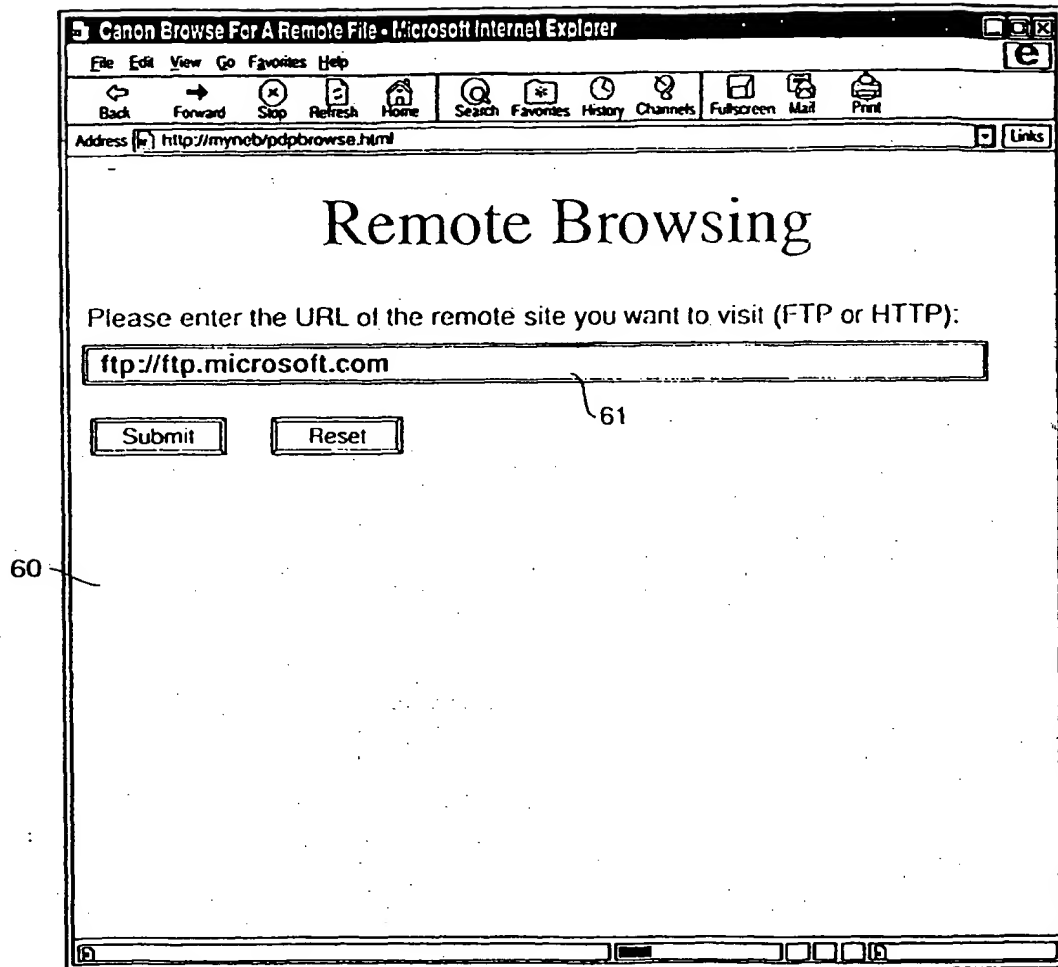 Canon Browse For A Remote File - Microsoft Internet Explorer
File Edit View Go Favorites Help
Back Forward Stop Refresh Home Search Favorites History Channels Fullscreen Mail Print
Address http://myneb/pdpbrowse.html Links
Remote Browsing
Please enter the URL of the remote site you want to visit (FTP or HTTP):
ftp://ftp.microsoft.com
61
Submit Reset
60